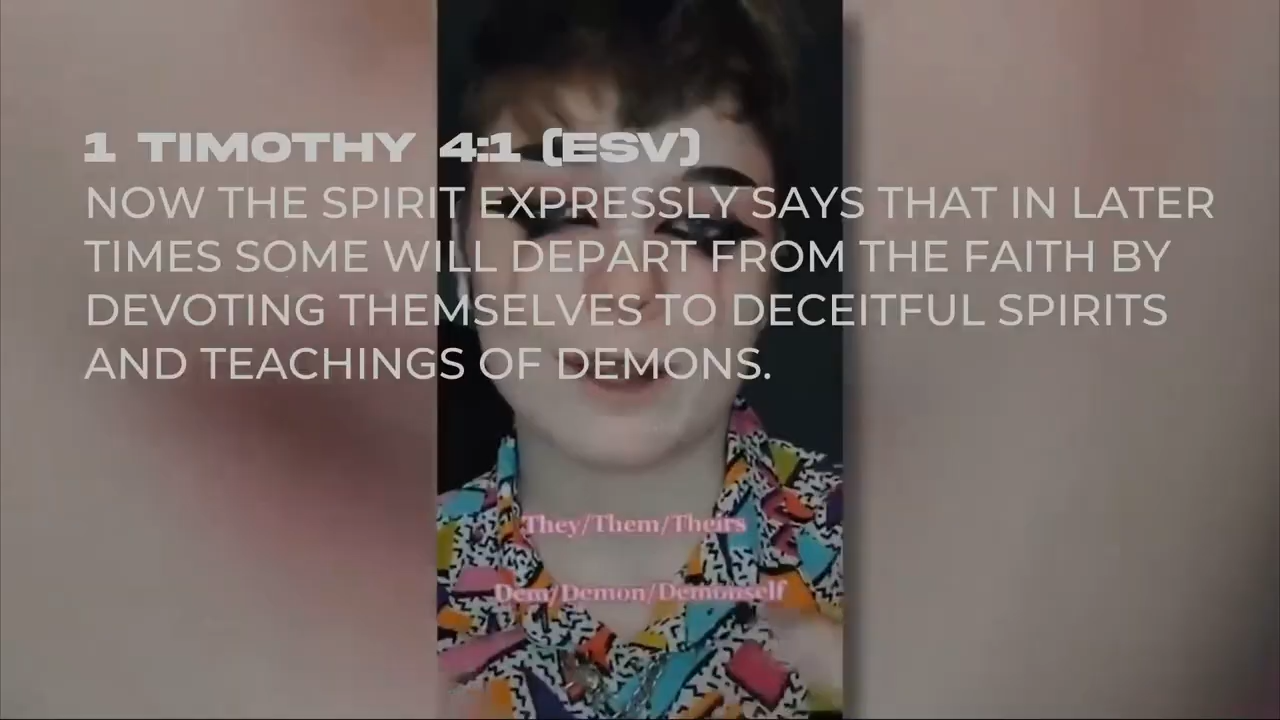 1 TIMOTHY 4:1 (ESV)
NOW THE SPIRIT EXPRESSLY SAYS THAT IN LATER
TIMES SOME WILL DEPART FROM THE FAITH BY
DEVOTING THEMSELVES TO DECEITFUL SPIRITS
AND TEACHINGS OF DEMONS.
They/Them/Theirs
Dem/Demon/Demonself